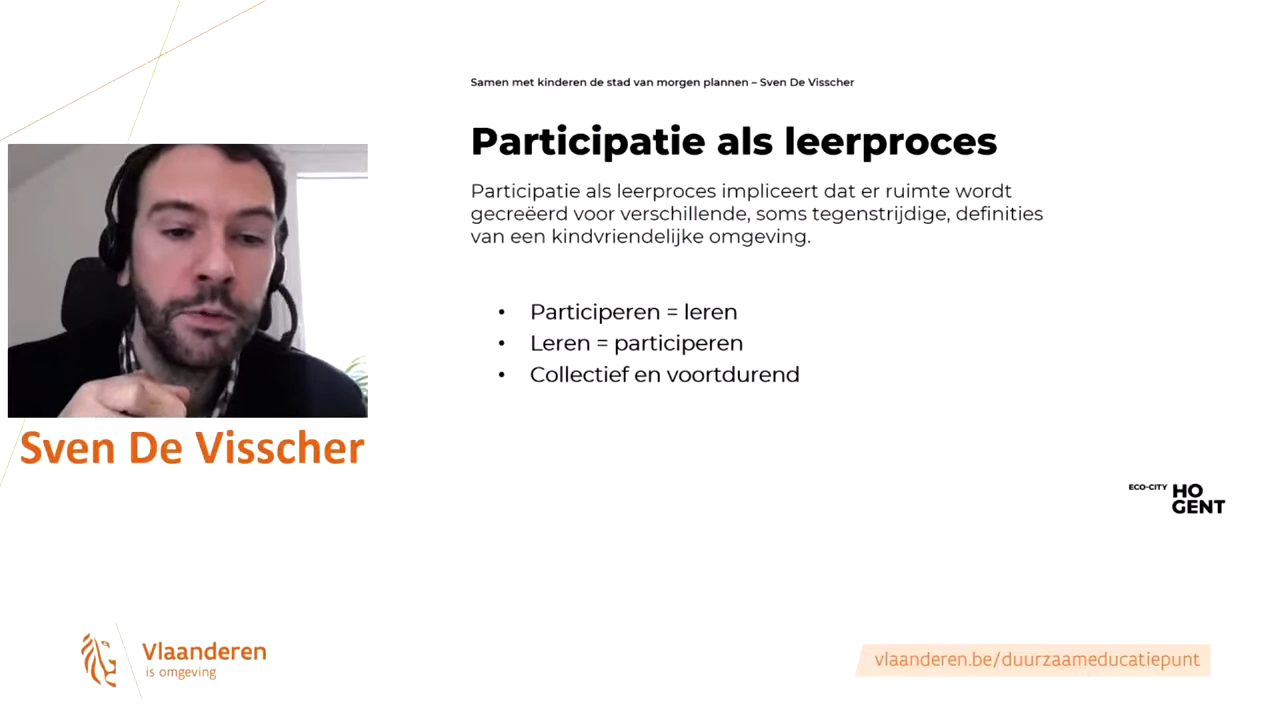 Samen met kinderen de stad van morgen plannen – Sven De Visscher
Participatie als leerproces
Participatie als leerproces impliceert dat er ruimte wordt
gecreëerd voor verschillende, soms tegenstrijdige, definities
van een kindvriendelijke omgeving.
• Participeren = leren
• Leren = participeren
• Collectief en voortdurend
Sven De Visscher
ECO-CITY HO
GENT
Vlaanderen
is omgeving
vlaanderen.be/duurzaameducatiepunt